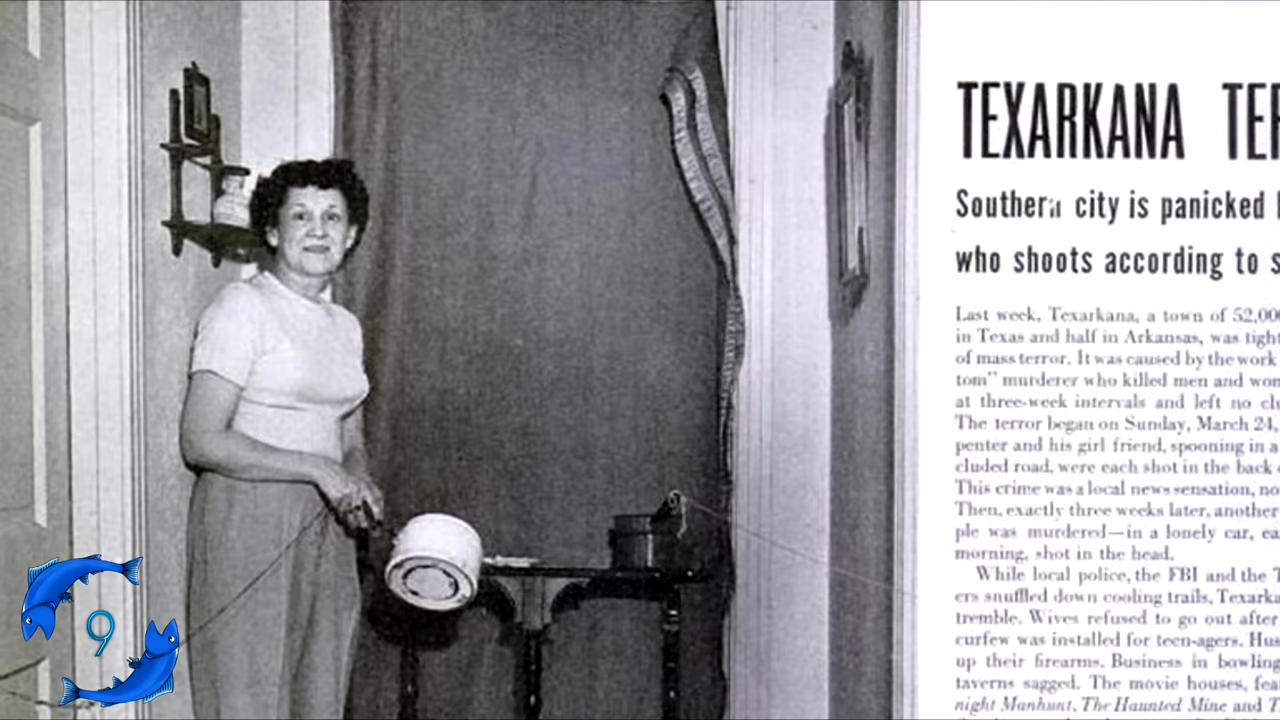 TEXARKANA TER
Southern city is panicked
who shoots according to s
Last week, Texarkana, a town of 52,000
in Texas and half in Arkansas, was tight
of mass terror. It was caused by the work
tom" murderer who killed men and wom
at three-week intervals and left no clu
The terror began on Sunday, March 24,
penter and his girl friend, spooning in a
cluded road, were each shot in the back
This crime was a local news sensation, no
Then, exactly three weeks later, another
ple was murdered—in a lonely car, ea
morning, shot in the head.
While local police, the FBI and the T
ers snuffled down cooling trails, Texarka
tremble. Wives refused to go out after
curfew was installed for teen-agers. Hus
up their firearms. Business in bowling
taverns sagged. The movie houses, fea
night Manhunt, The Haunted Mine and T
9